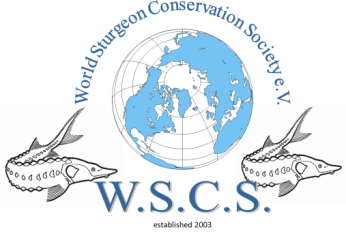 World Sturgeon Conservation Society e.V.
W.S.C.S.
established 2003